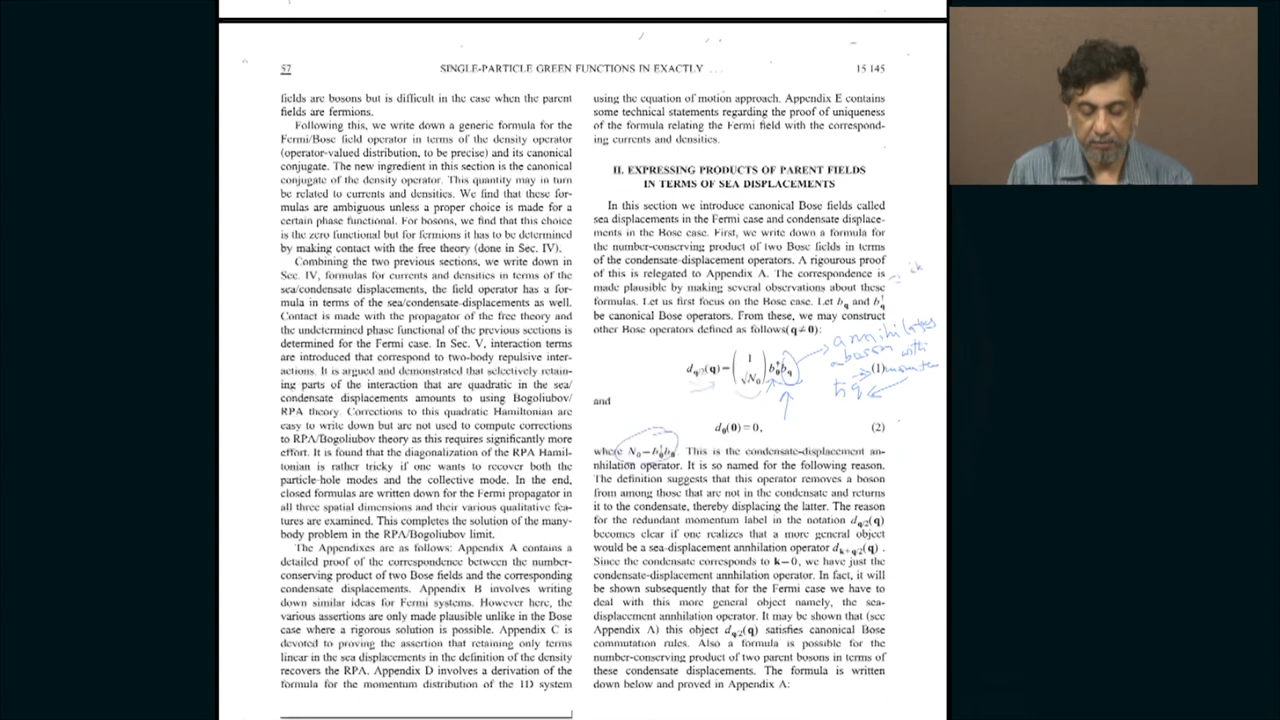 57
SINGLE-PARTICLE GREEN FUNCTIONS IN EXACTLY ...
15 145
fields are bosons but is difficult in the case when the parent
fields are fermions.
Following this, we write down a generic formula for the
Fermi/Bose field operator in terms of the density operator
(operator-valued distribution, to be precise) and its canonical
conjugate. The new ingredient in this section is the canonical
conjugate of the density operator. This quantity may in turn
be related to currents and densities. We find that these for-
mulas are ambiguous unless a proper choice is made for a
certain phase functional. For bosons, we find that this choice
is the zero functional but for fermions it has to be determined
by making contact with the free theory (done in Sec. IV).
Combining the two previous sections, we write down in
Sec. IV, formulas for currents and densities in terms of the
sea/condensate displacements, the field operator has a for-
mula in terms of the sea/condensate-displacements as well.
Contact is made with the propagator of the free theory and
the undetermined phase functional of the previous sections is
determined for the Fermi case. In Sec. V, interaction terms
are introduced that correspond to two-body repulsive inter-
actions. It is argued and demonstrated that selectively retain-
ing parts of the interaction that are quadratic in the sea/
condensate displacements amounts to using Bogoliubov/
RPA theory. Corrections to this quadratic Hamiltonian are
easy to write down but are not used to compute corrections
to RPA/Bogoliubov theory as this requires significantly more
effort. It is found that the diagonalization of the RPA Hamil-
tonian is rather tricky if one wants to recover both the
particle-hole modes and the collective mode. In the end,
closed formulas are written down for the Fermi propagator in
all three spatial dimensions and their various qualitative fea-
tures are examined. This completes the solution of the many-
body problem in the RPA/Bogoliubov limit.
The Appendixes are as follows: Appendix A contains a
detailed proof of the correspondence between the number-
conserving product of two Bose fields and the corresponding
condensate displacements. Appendix B involves writing
down similar ideas for Fermi systems. However here, the
various assertions are only made plausible unlike in the Bose
case where a rigorous solution is possible. Appendix C is
devoted to proving the assertion that retaining only terms
linear in the sea displacements in the definition of the density
recovers the RPA. Appendix D involves a derivation of the
formula for the momentum distribution of the 1D system
using the equation of motion approach. Appendix E contains
some technical statements regarding the proof of uniqueness
of the formula relating the Fermi field with the correspond-
ing currents and densities.
II. EXPRESSING PRODUCTS OF PARENT FIELDS
IN TERMS OF SEA DISPLACEMENTS
In this section we introduce canonical Bose fields called
sea displacements in the Fermi case and condensate displace-
ments in the Bose case. First, we write down a formula for
the number-conserving product of two Bose fields in terms
of the condensate-displacement operators. A rigourous proof
of this is relegated to Appendix A. The correspondence is
made plausible by making several observations about these
formulas. Let us first focus on the Bose case. Let b_q and b_q^†
be canonical Bose operators. From these, we may construct
other Bose operators defined as follows(q≠0):
annihilates
boson with
d_{q/2}(q)=(1/√N_0) b_0^† b_q
(1)
momentum
ħq
and
d_0(0)=0, (2)
where N_0=b_0^†b_0. This is the condensate-displacement an-
nhilation operator. It is so named for the following reason.
The definition suggests that this operator removes a boson
from among those that are not in the condensate and returns
it to the condensate, thereby displacing the latter. The reason
for the redundant momentum label in the notation d_{q/2}(q)
becomes clear if one realizes that a more general object
would be a sea-displacement annhilation operator d_{k+q/2}(q).
Since the condensate corresponds to k=0, we have just the
condensate-displacement annhilation operator. In fact, it will
be shown subsequently that for the Fermi case we have to
deal with this more general object namely, the sea-
displacement annhilation operator. It may be shown that (see
Appendix A) this object d_{q/2}(q) satisfies canonical Bose
commutation rules. Also a formula is possible for the
number-conserving product of two parent bosons in terms of
these condensate displacements. The formula is written
down below and proved in Appendix A: